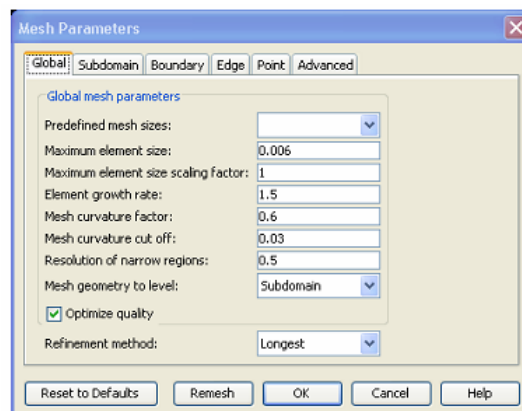 Mesh Parameters
Global Subdomain Boundary Edge Point Advanced
Global mesh parameters
Predefined mesh sizes:
Maximum element size: 0.006
Maximum element size scaling factor: 1
Element growth rate: 1.5
Mesh curvature factor: 0.6
Mesh curvature cut off: 0.03
Resolution of narrow regions: 0.5
Mesh geometry to level: Subdomain
Optimize quality
Refinement method: Longest
Reset to Defaults Remesh OK Cancel Help